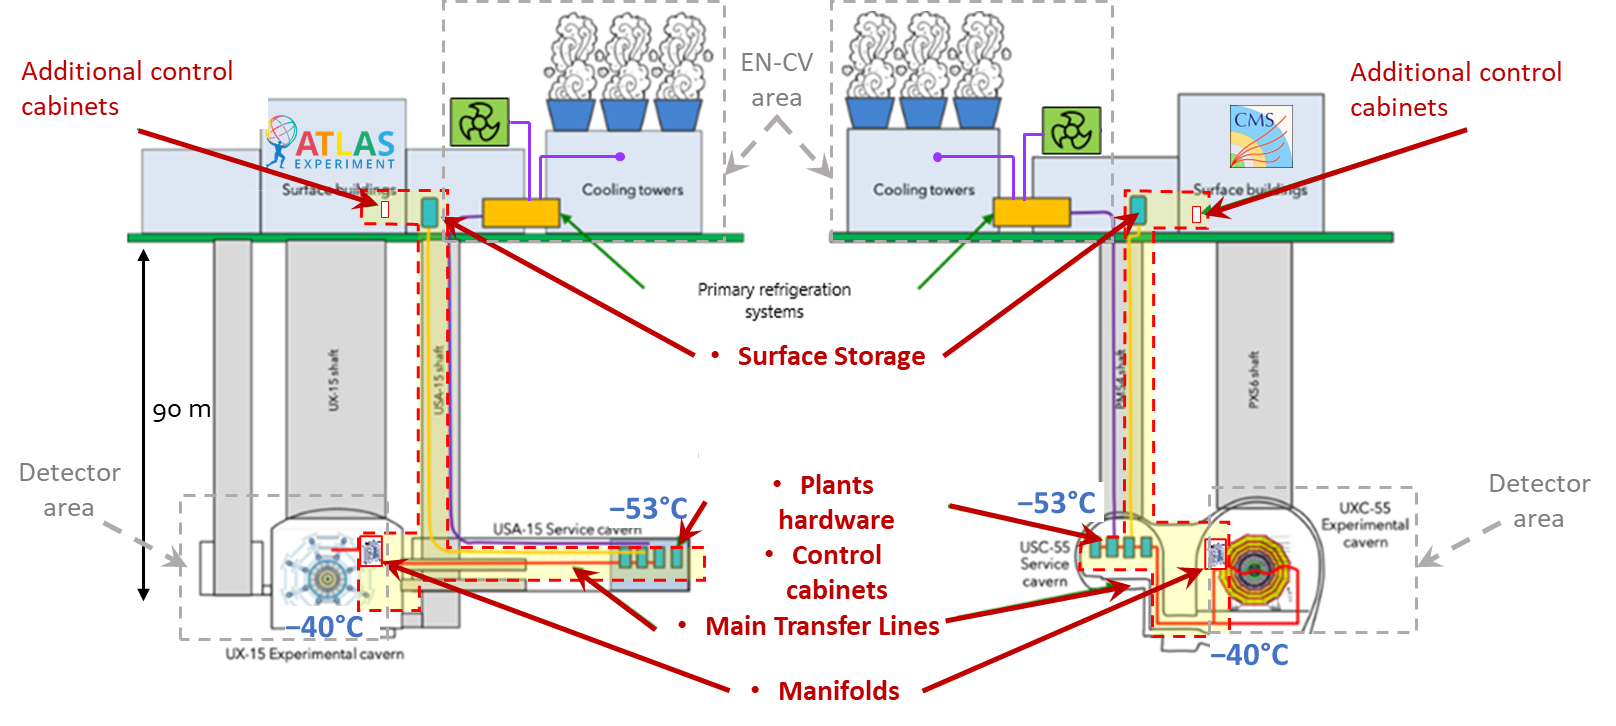 Additional control
cabinets
ATLAS
EXPERIMENT
Surface buildings
Cooling towers
EN-CV
area
Cooling towers
CMS
Surface buildings
Additional control
cabinets
Primary refrigeration
systems
• Surface Storage
UX-15 shaft
USA-15 shaft
PM54 shaft
PX56 shaft
90 m
Detector
area
−53°C
USA-15 Service cavern
• Plants
hardware
• Control
cabinets
• Main Transfer Lines
• Manifolds
−53°C
USC-55
Service
cavern
UXC-55
Experimental
cavern
Detector
area
−40°C
UX-15 Experimental cavern
−40°C